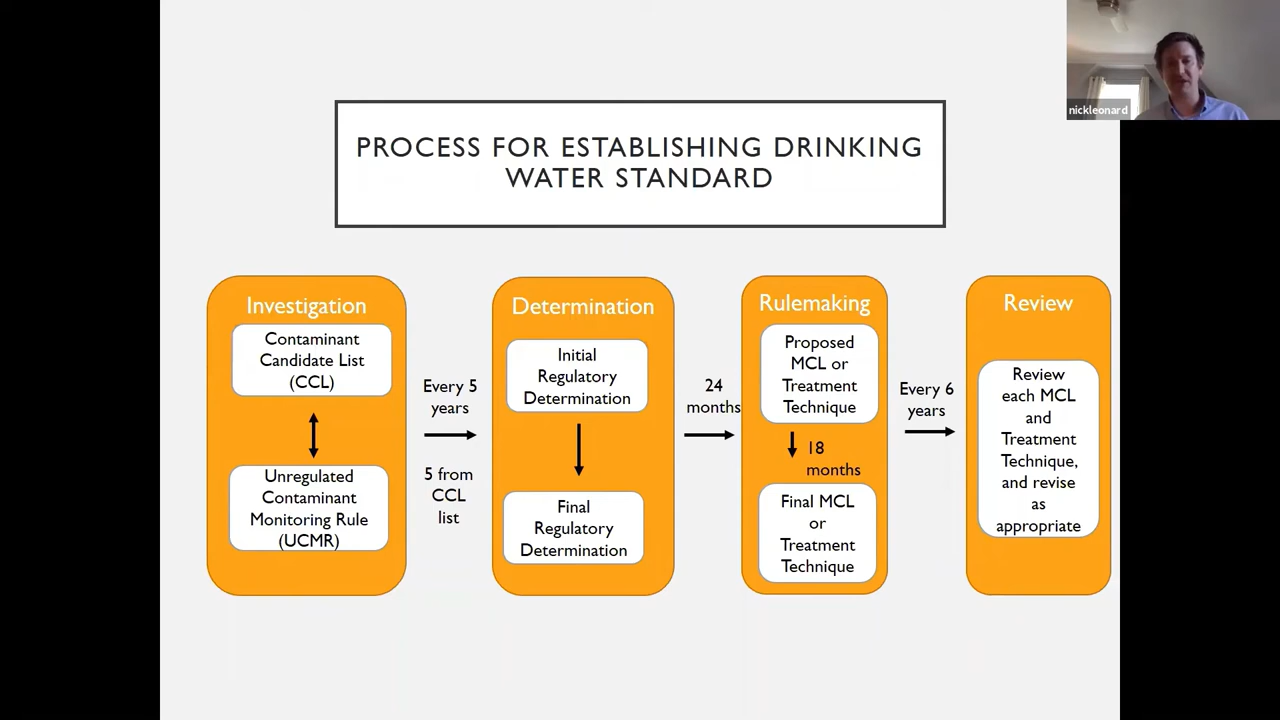 nickleonard
PROCESS FOR ESTABLISHING DRINKING
WATER STANDARD
Investigation
Contaminant
Candidate List
(CCL)
Unregulated
Contaminant
Monitoring Rule
(UCMR)
Every 5
years
5 from
CCL
list
Determination
Initial
Regulatory
Determination
Final
Regulatory
Determination
24
months
Rulemaking
Proposed
MCL or
Treatment
Technique
18
months
Final MCL
or
Treatment
Technique
Every 6
years
Review
Review
each MCL
and
Treatment
Technique,
and revise
as
appropriate